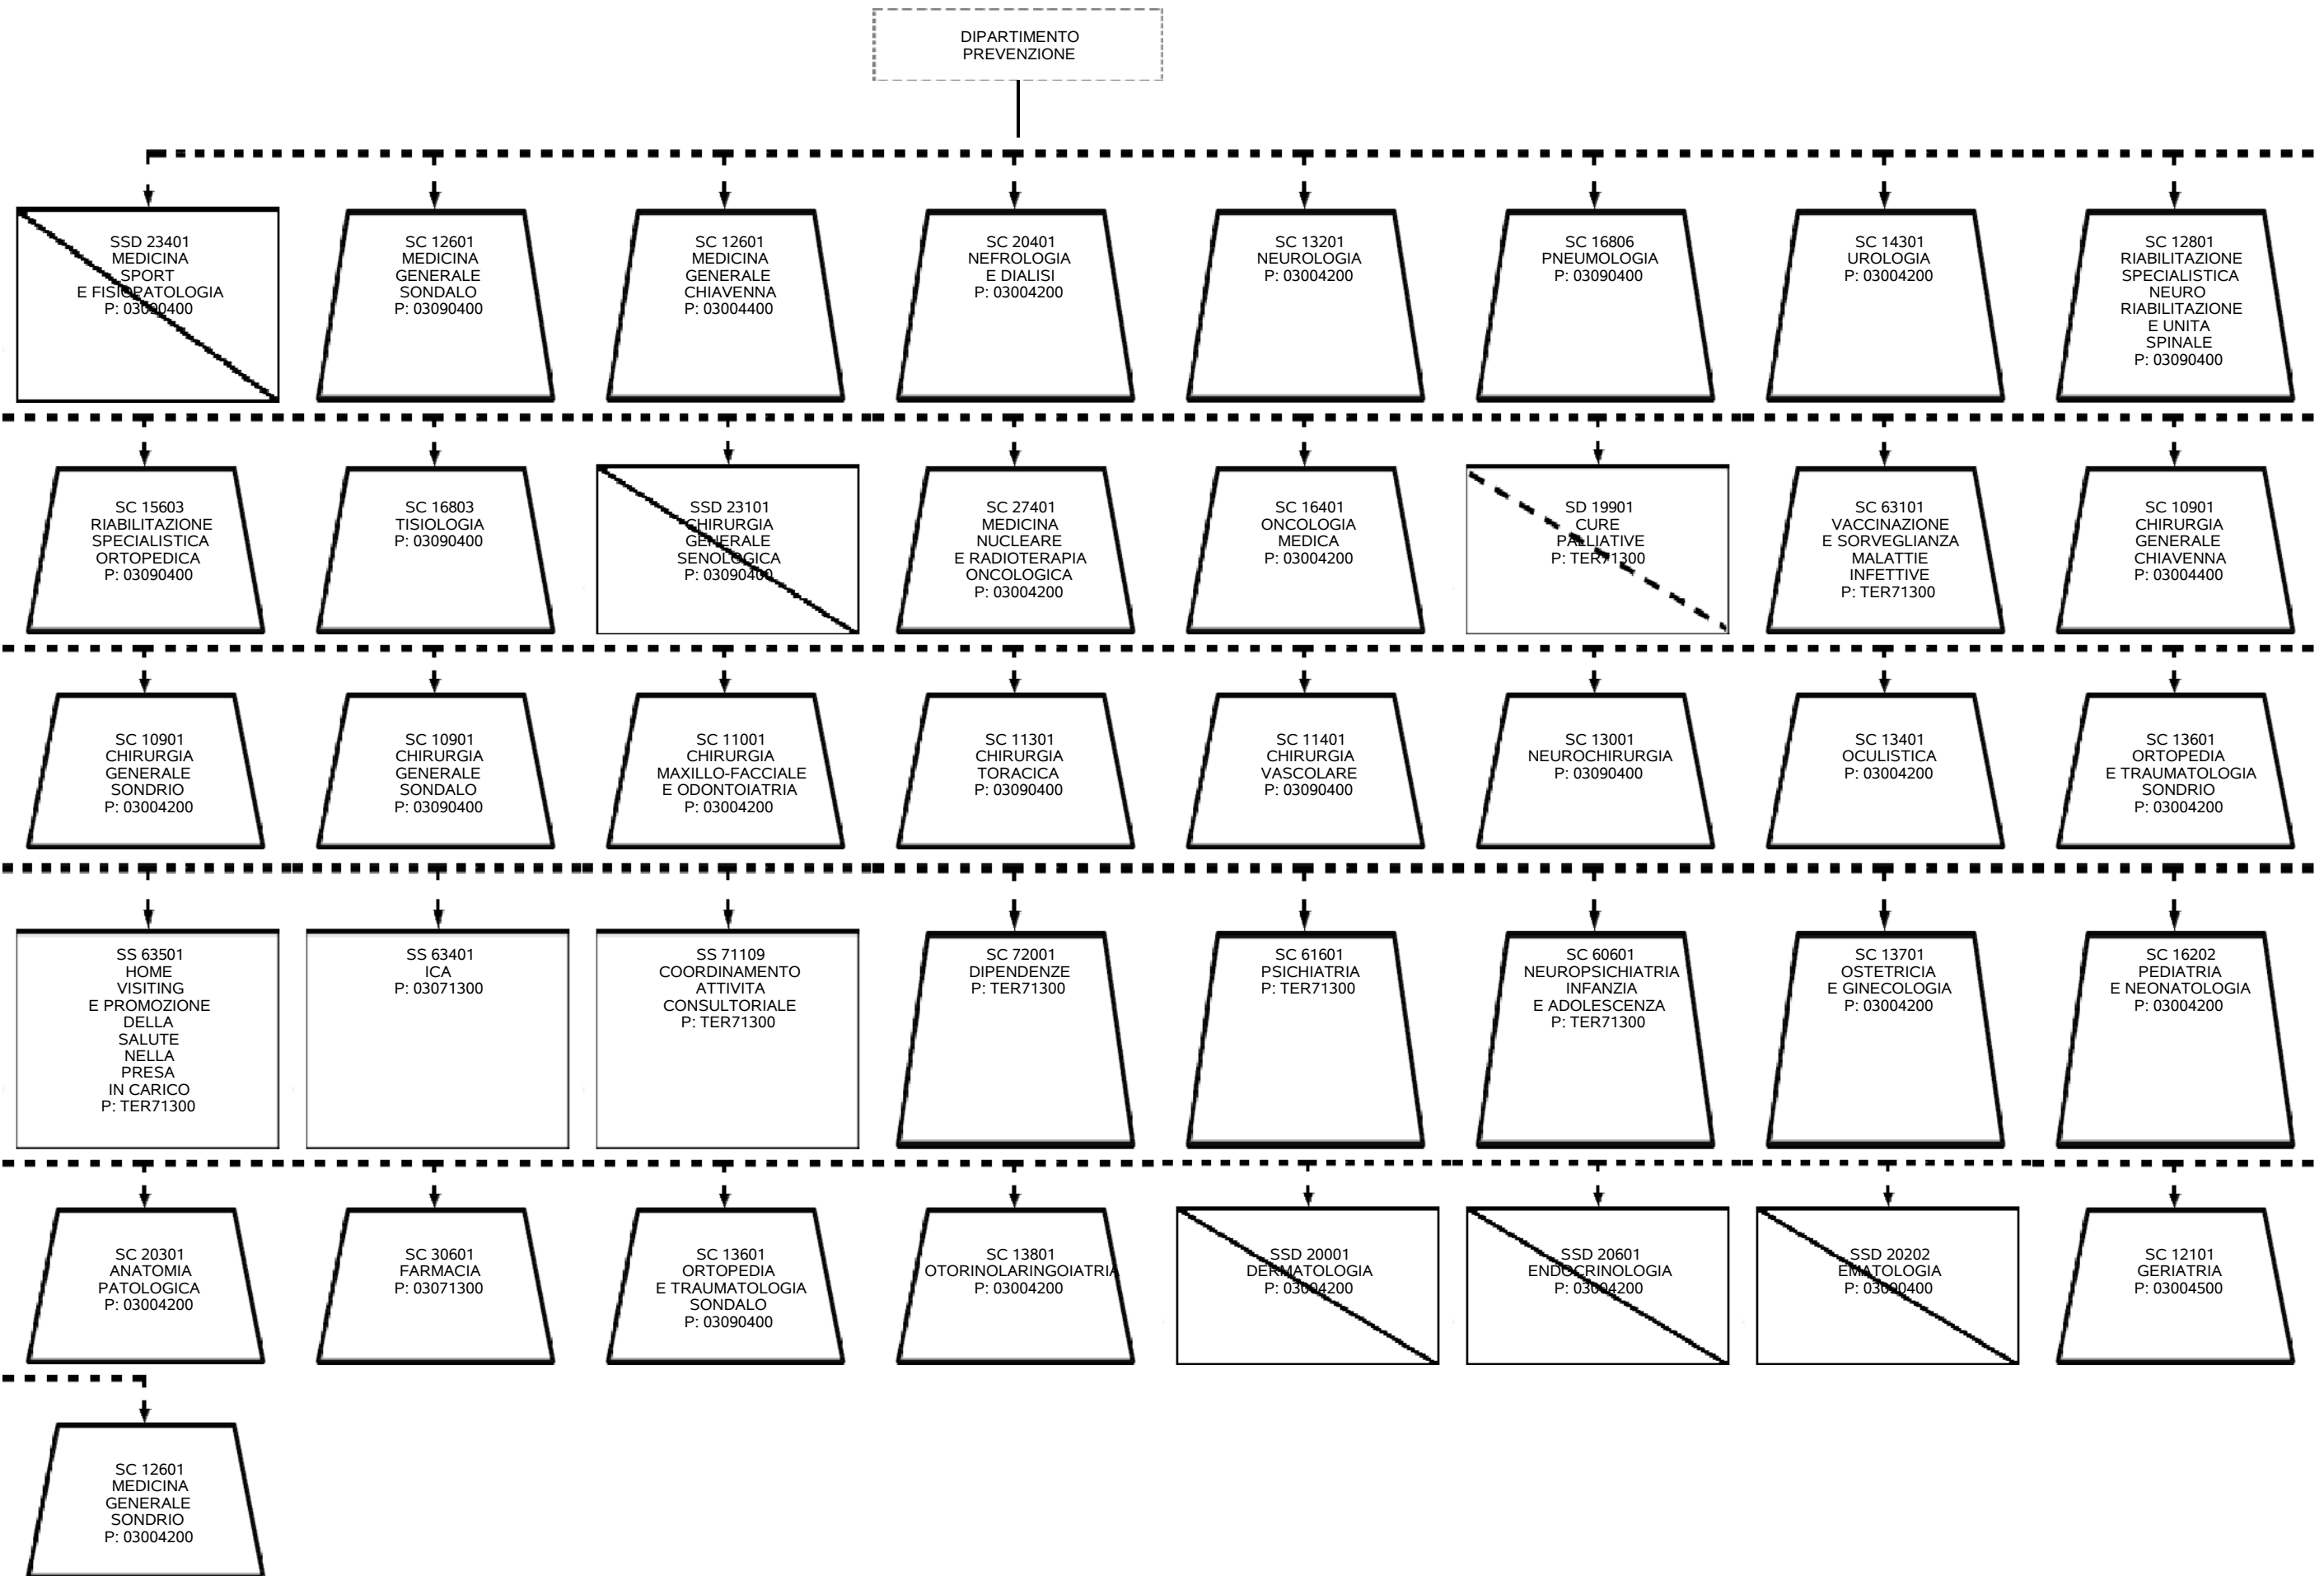 DIPARTIMENTO
PREVENZIONE
SSD 23401
MEDICINA
SPORT
E FISIOPATOLOGIA
P: 03090400
SC 12601
MEDICINA
GENERALE
SONDALO
P: 03090400
SC 12601
MEDICINA
GENERALE
CHIAVENNA
P: 03004400
SC 20401
NEFROLOGIA
E DIALISI
P: 03004200
SC 13201
NEUROLOGIA
P: 03004200
SC 16806
PNEUMOLOGIA
P: 03090400
SC 14301
UROLOGIA
P: 03004200
SC 12801
RIABILITAZIONE
SPECIALISTICA
NEURO
RIABILITAZIONE
E UNITA
SPINALE
P: 03090400
SC 15603
RIABILITAZIONE
SPECIALISTICA
ORTOPEDICA
P: 03090400
SC 16803
TISIOLOGIA
P: 03090400
SSD 23101
CHIRURGIA
GENERALE
SENOLOGICA
P: 03090400
SC 27401
MEDICINA
NUCLEARE
E RADIOTERAPIA
ONCOLOGICA
P: 03004200
SC 16401
ONCOLOGIA
MEDICA
P: 03004200
SD 19901
CURE
PALLIATIVE
P: TER71300
SC 63101
VACCINAZIONE
E SORVEGLIANZA
MALATTIE
INFETTIVE
P: TER71300
SC 10901
CHIRURGIA
GENERALE
CHIAVENNA
P: 03004400
SC 10901
CHIRURGIA
GENERALE
SONDRIO
P: 03004200
SC 10901
CHIRURGIA
GENERALE
SONDALO
P: 03090400
SC 11001
CHIRURGIA
MAXILLO-FACCIALE
E ODONTOIATRIA
P: 03004200
SC 11301
CHIRURGIA
TORACICA
P: 03090400
SC 11401
CHIRURGIA
VASCOLARE
P: 03090400
SC 13001
NEUROCHIRURGIA
P: 03090400
SC 13401
OCULISTICA
P: 03004200
SC 13601
ORTOPEDIA
E TRAUMATOLOGIA
SONDRIO
P: 03004200
SS 63501
HOME
VISITING
E PROMOZIONE
DELLA
SALUTE
NELLA
PRESA
IN CARICO
P: TER71300
SS 63401
ICA
P: 03071300
SS 71109
COORDINAMENTO
ATTIVITA
CONSULTORIALE
P: TER71300
SC 72001
DIPENDENZE
P: TER71300
SC 61601
PSICHIATRIA
P: TER71300
SC 60601
NEUROPSICHIATRIA
INFANZIA
E ADOLESCENZA
P: TER71300
SC 13701
OSTETRICIA
E GINECOLOGIA
P: 03004200
SC 16202
PEDIATRIA
E NEONATOLOGIA
P: 03004200
SC 20301
ANATOMIA
PATOLOGICA
P: 03004200
SC 30601
FARMACIA
P: 03071300
SC 13601
ORTOPEDIA
E TRAUMATOLOGIA
SONDALO
P: 03090400
SC 13801
OTORINOLARINGOIATRIA
P: 03004200
SSD 20001
DERMATOLOGIA
P: 03004200
SSD 20601
ENDOCRINOLOGIA
P: 03004200
SSD 20202
EMATOLOGIA
P: 03090400
SC 12101
GERIATRIA
P: 03004500
SC 12601
MEDICINA
GENERALE
SONDRIO
P: 03004200